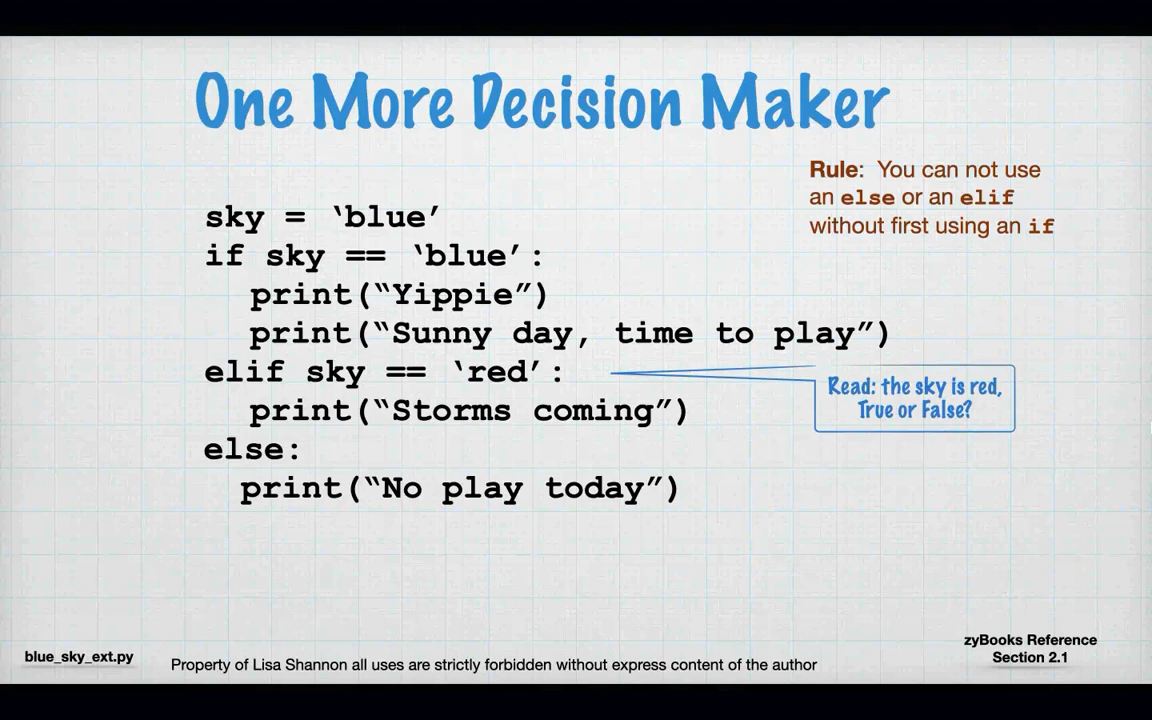 One More Decision Maker
Rule: You can not use
an else or an elif
without first using an if
sky = ‘blue’
if sky == ‘blue’:
print(“Yippie”)
print(“Sunny day, time to play”)
elif sky == ‘red’:
print(“Storms coming”)
else:
print(“No play today”)
Read: the sky is red,
True or False?
blue_sky_ext.py
Property of Lisa Shannon all uses are strictly forbidden without express content of the author
zyBooks Reference
Section 2.1